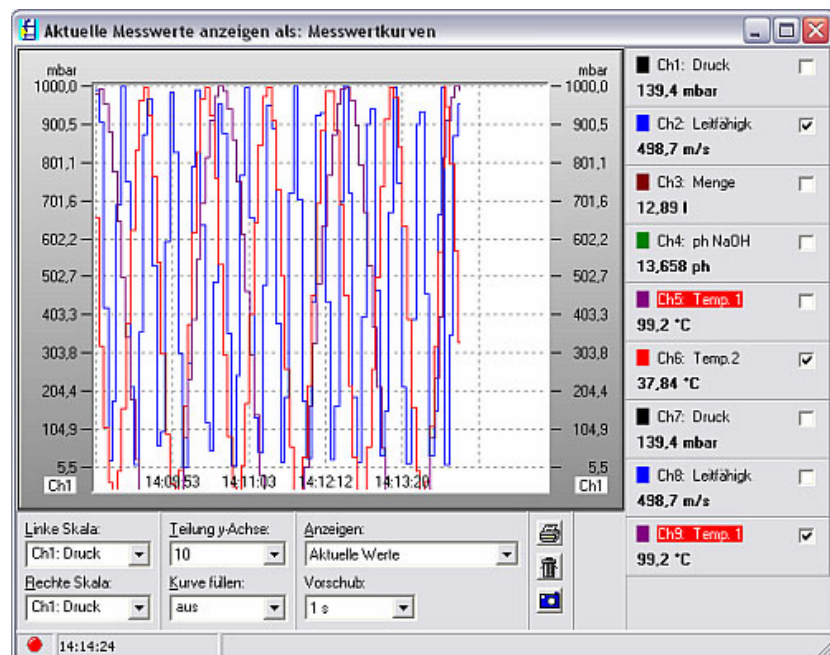 Aktuelle Messwerte anzeigen als: Messwertkurven
mbar
1000,0
900,5
801,1
701,6
602,2
502,7
403,3
303,8
204,4
104,9
5,5
Ch1
14:09:53 14:11:03 14:12:12 14:13:20
mbar
1000,0
900,5
801,1
701,6
602,2
502,7
403,3
303,8
204,4
104,9
5,5
Ch1
Ch1: Druck
139,4 mbar
Ch2: Leitfähigk
498,7 m/s
Ch3: Menge
12,89 l
Ch4: ph NaOH
13,658 ph
Ch5: Temp. 1
99,2 °C
Ch6: Temp.2
37,84 °C
Ch7: Druck
139,4 mbar
Ch8: Leitfähigk
498,7 m/s
Ch9: Temp. 1
99,2 °C
Linke Skala:
Ch1: Druck
Teilung y-Achse:
10
Anzeigen:
Aktuelle Werte
Rechte Skala:
Ch1: Druck
Kurve füllen:
aus
Vorschub:
1 s
14:14:24